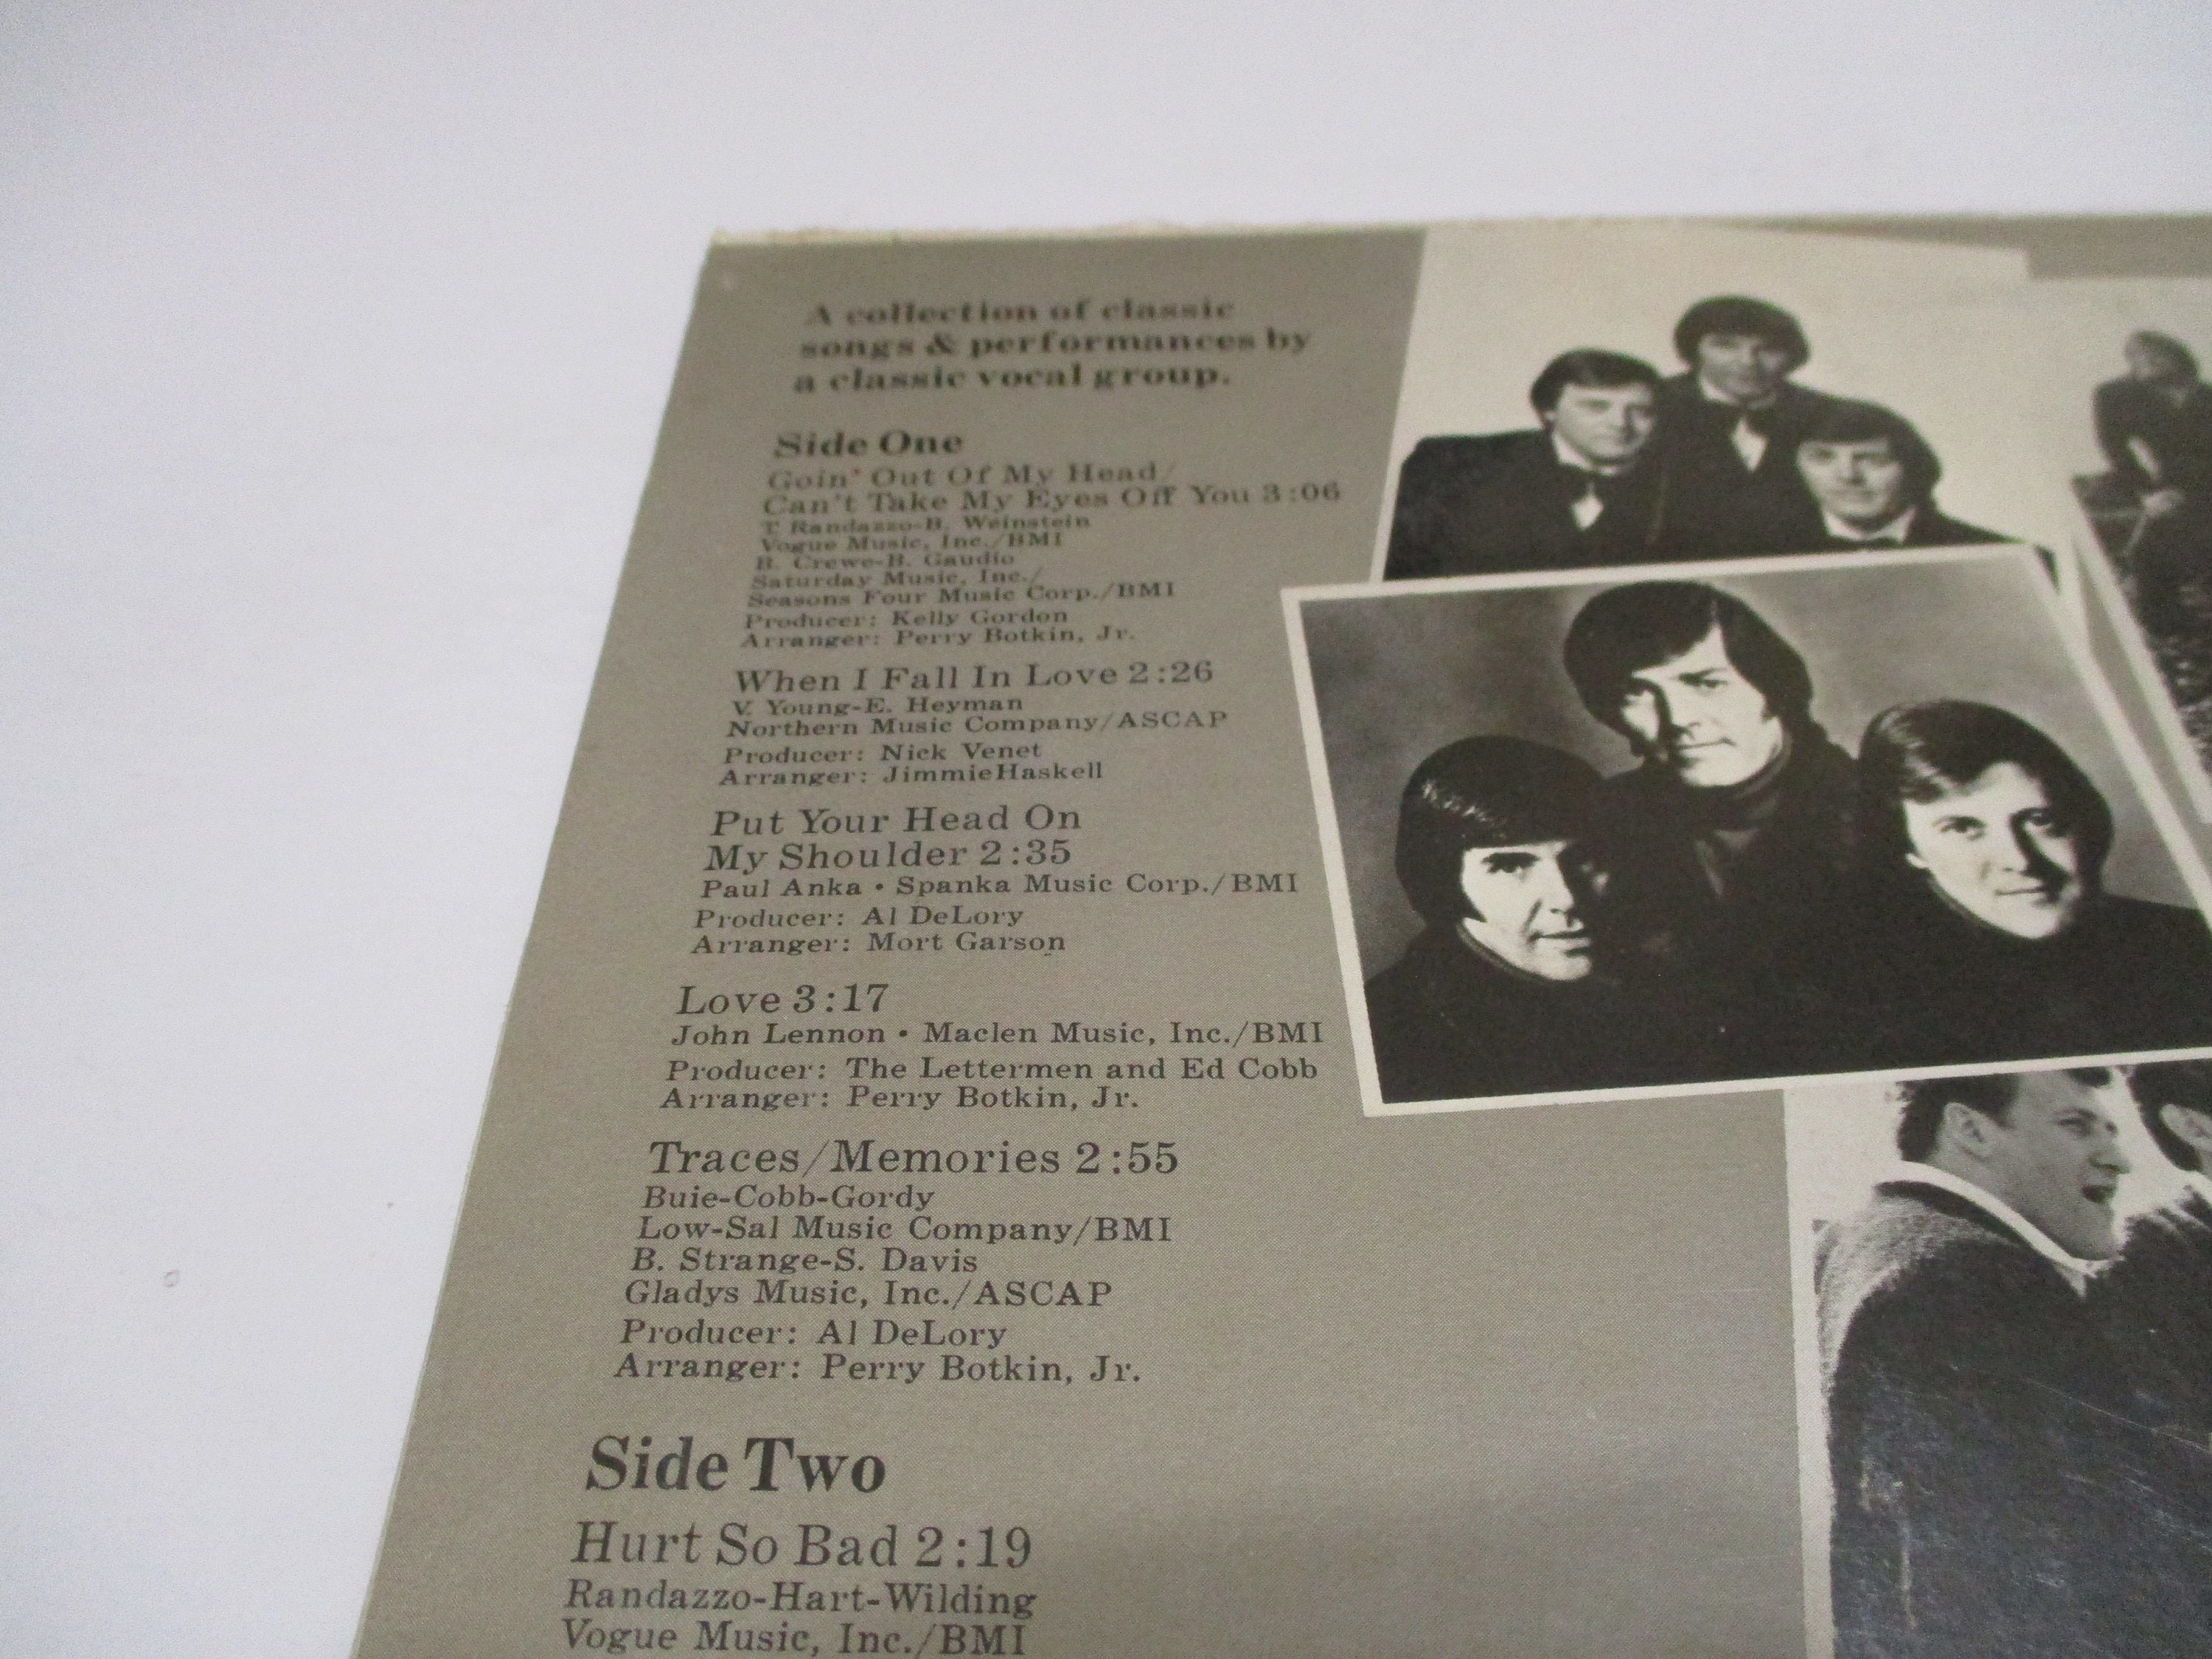 A collection of classic
songs & performances by
a classic vocal group.
Side One
Goin' Out Of My Head/
Can't Take My Eyes Off You 3:06
T. Randazzo-B. Weinstein
Vogue Music, Inc./BMI
B. Crewe-B. Gaudio
Saturday Music, Inc./
Seasons Four Music Corp./BMI
Producer: Kelly Gordon
Arranger: Perry Botkin, Jr.
When I Fall In Love 2:26
V. Young-E. Heyman
Northern Music Company/ASCAP
Producer: Nick Venet
Arranger: JimmieHaskell
Put Your Head On
My Shoulder 2:35
Paul Anka • Spanka Music Corp./BMI
Producer: Al DeLory
Arranger: Mort Garson
Love 3:17
John Lennon • Maclen Music, Inc./BMI
Producer: The Lettermen and Ed Cobb
Arranger: Perry Botkin, Jr.
Traces/Memories 2:55
Buie-Cobb-Gordy
Low-Sal Music Company/BMI
B. Strange-S. Davis
Gladys Music, Inc./ASCAP
Producer: Al DeLory
Arranger: Perry Botkin, Jr.
Side Two
Hurt So Bad 2:19
Randazzo-Hart-Wilding
Vogue Music, Inc./BMI